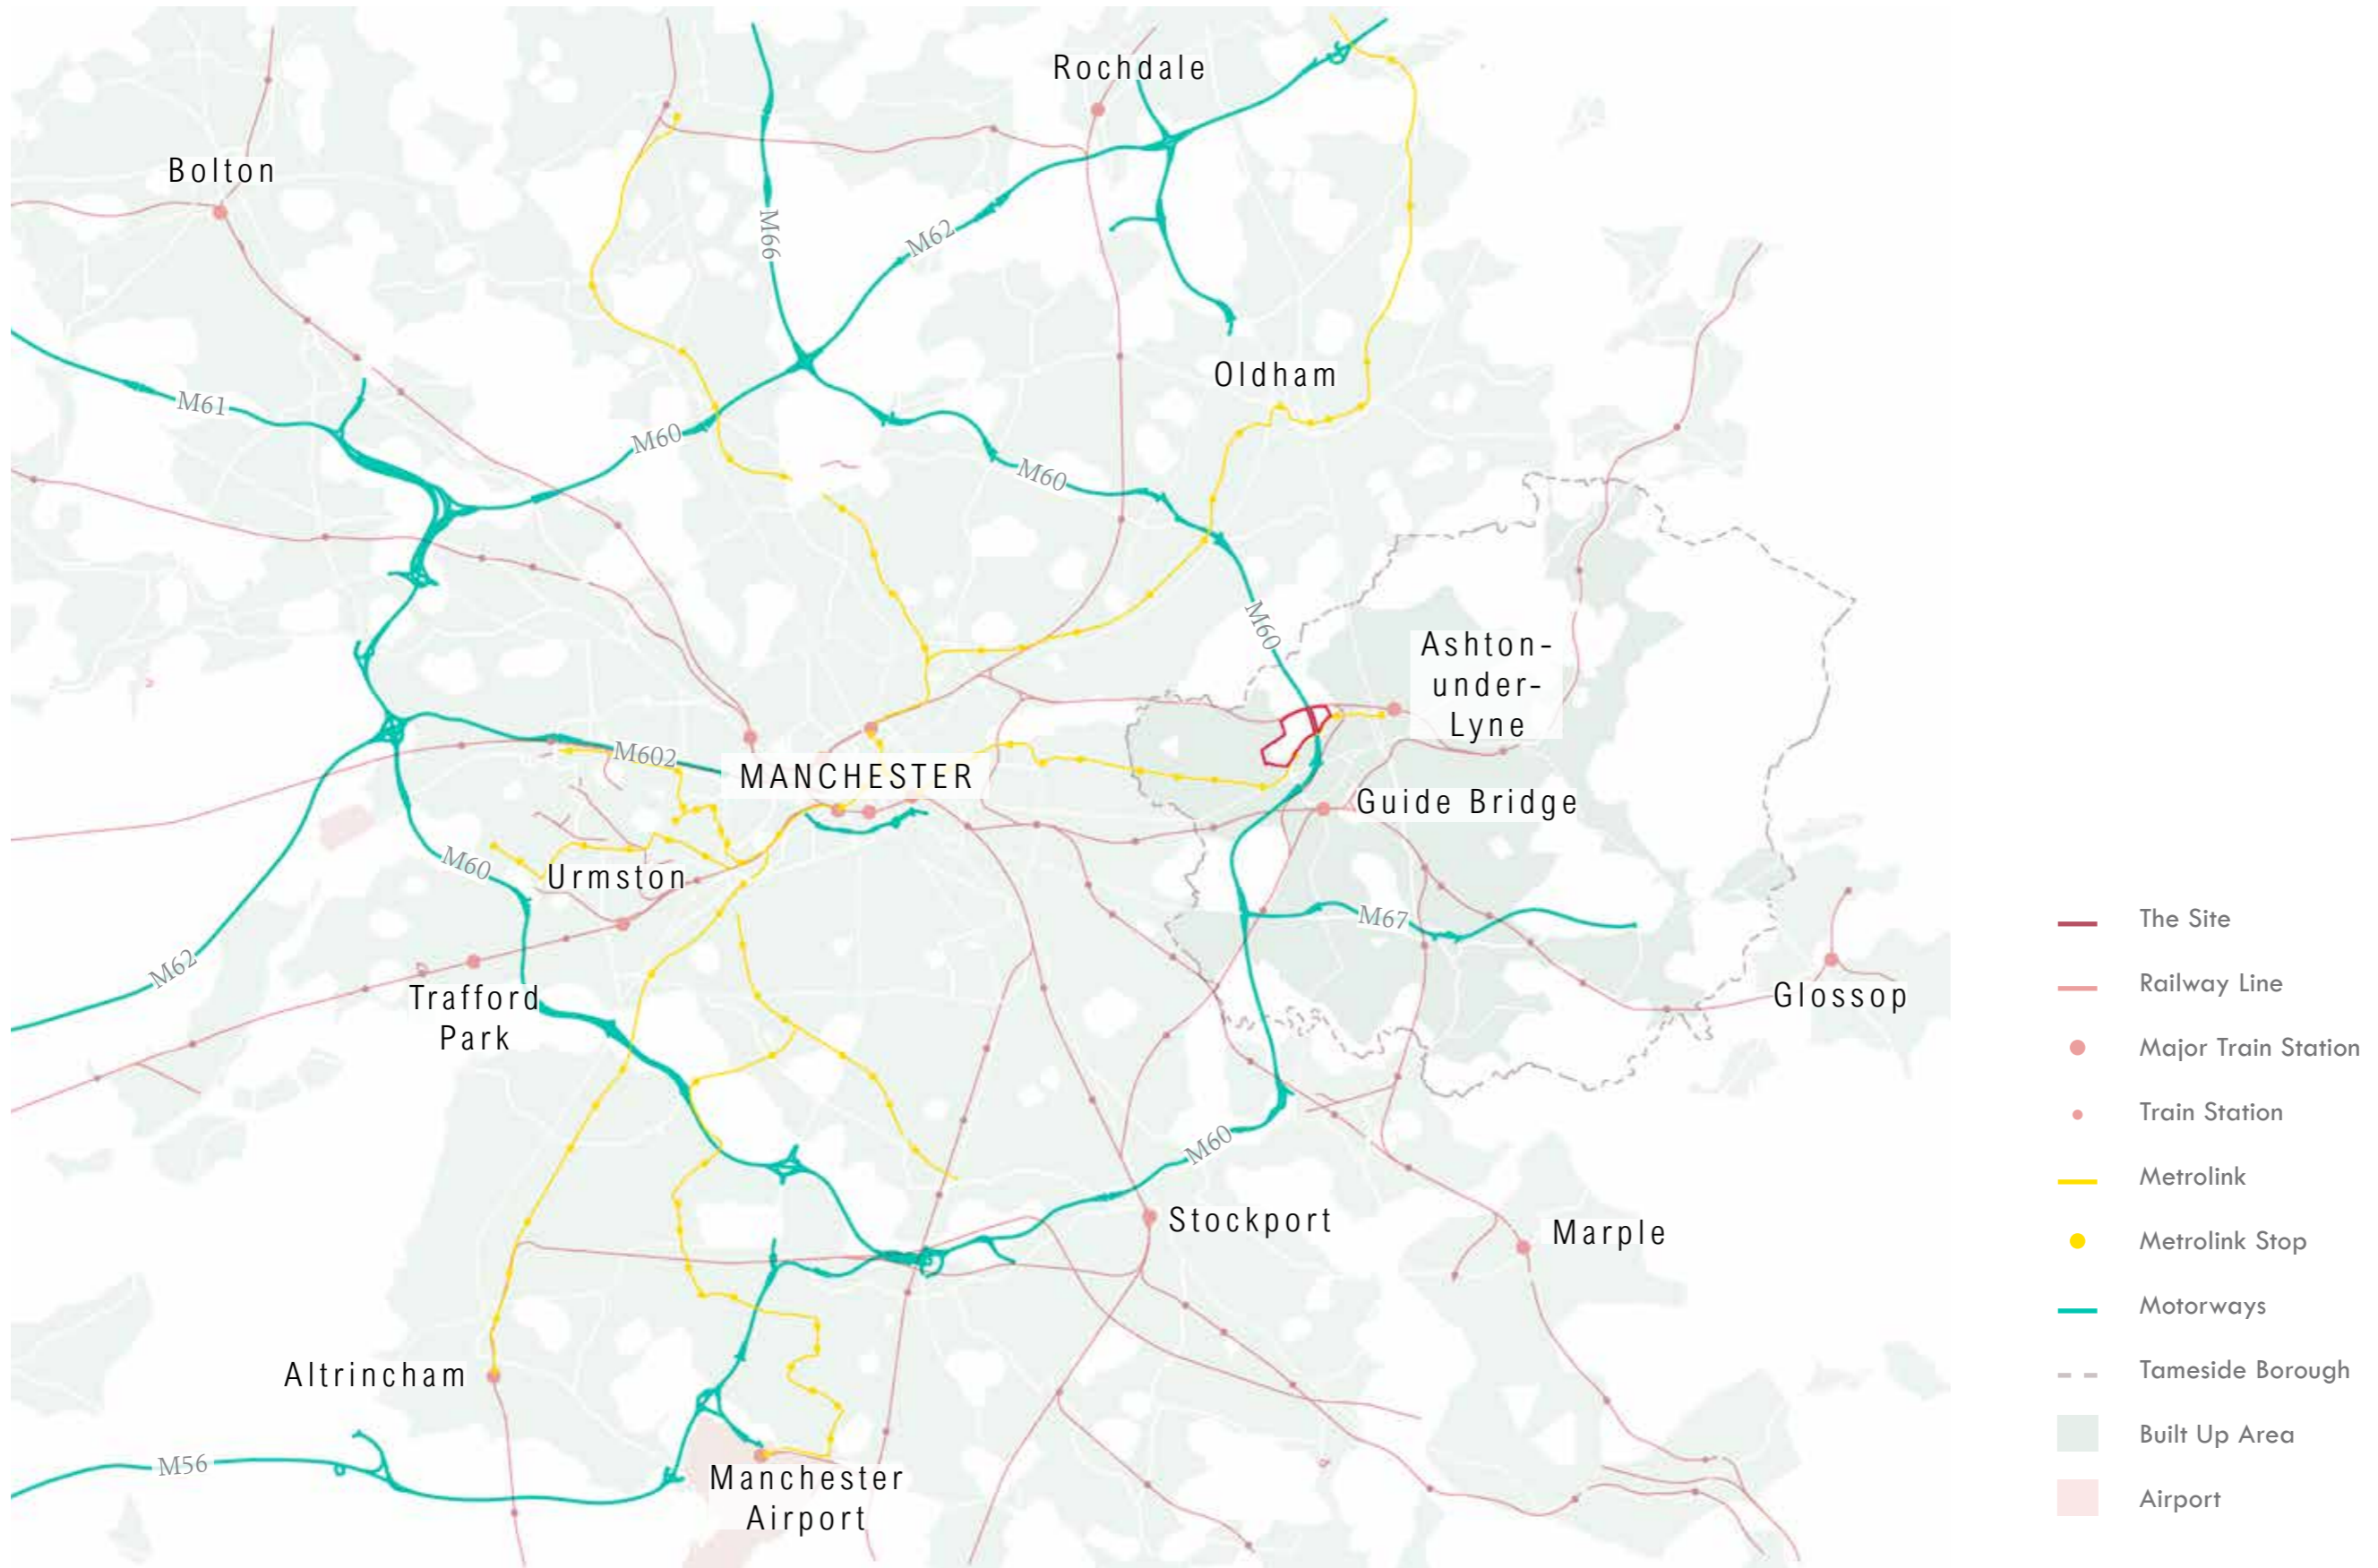 Rochdale
Bolton
M66
M62
Oldham
M61
M60
M60
M60
Ashton-
under-
Lyne
M602
MANCHESTER
Guide Bridge
M60
Urmston
M67
M62
Trafford
Park
Glossop
M60
Stockport
Marple
Altrincham
M56
Manchester
Airport
The Site
Railway Line
Major Train Station
Train Station
Metrolink
Metrolink Stop
Motorways
Tameside Borough
Built Up Area
Airport